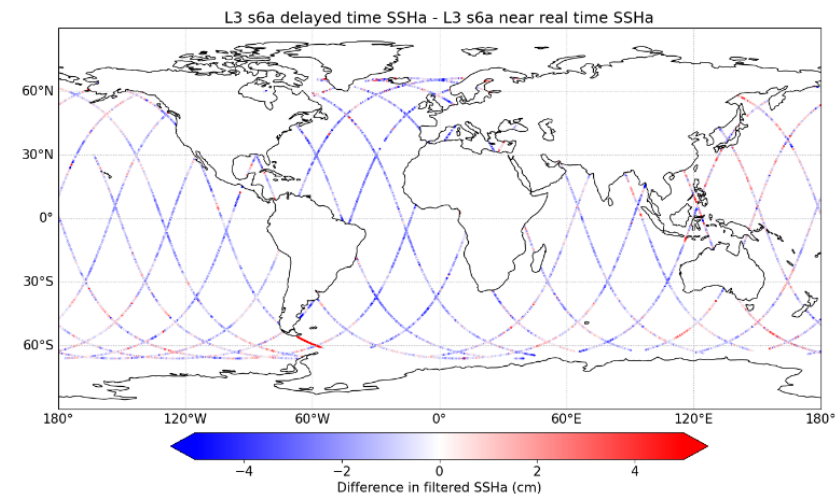 L3 s6a delayed time SSHa - L3 s6a near real time SSHa
60°N
30°N
0°
30°S
60°S
180° 120°W 60°W 0° 60°E 120°E 180°
−4 −2 0 2 4
Difference in filtered SSHa (cm)